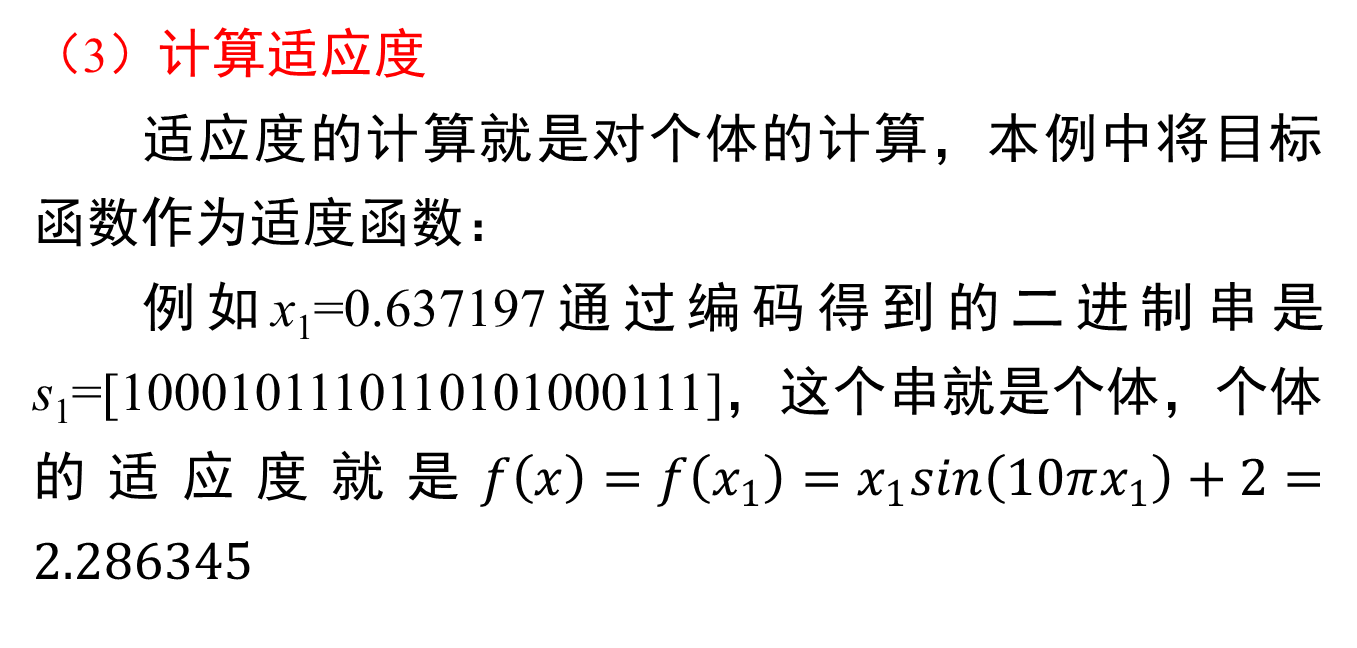 （3）计算适应度
适应度的计算就是对个体的计算，本例中将目标
函数作为适度函数：
例如x₁=0.637197通过编码得到的二进制串是
s₁=[1000101110110101000111]，这个串就是个体，个体
的适应度就是f(x) = f(x₁) = x₁sin(10πx₁) + 2 =
2.286345